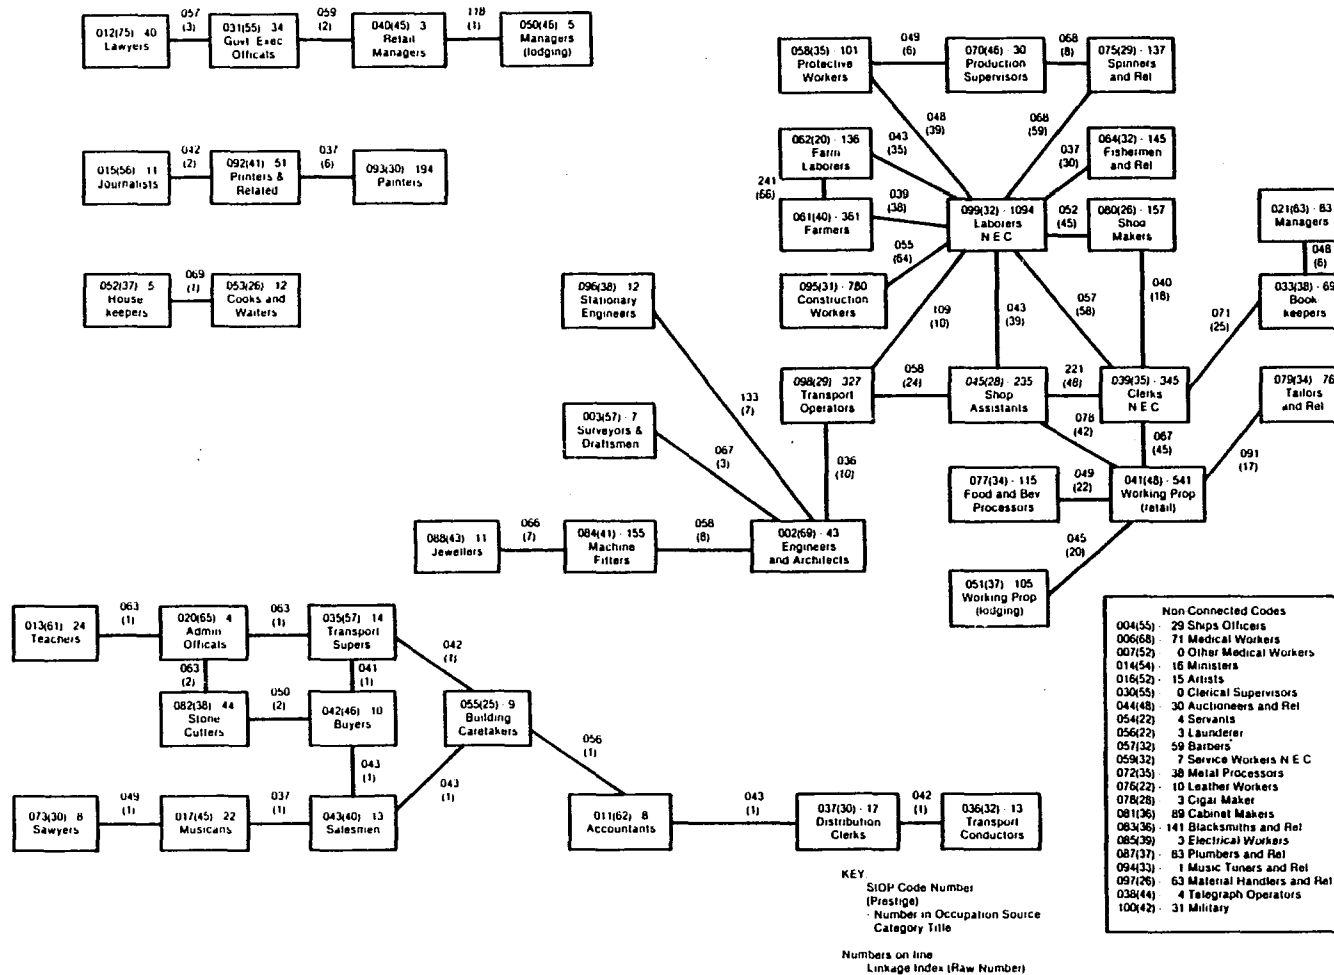 012(75) 40
Lawyers
057
(3)
031(55) 34
Govt. Exec
Officals
059
(2)
040(45) 3
Retail
Managers
118
(1)
050(46) 5
Managers
(lodging)
015(56) 11
Journalists
042
(2)
092(41) 51
Printers &
Related
037
(6)
093(30) 194
Painters
052(37) 5
House
keepers
069
(1)
053(26) 12
Cooks and
Waiters
058(35) · 101
Protective
Workers
049
(6)
070(46) · 30
Production
Supervisors
068
(8)
075(29) · 137
Spinners
and Rel
048
(39)
068
(59)
062(20) · 136
Farm
Laborers
043
(35)
037
(30)
064(32) · 145
Fishermen
and Rel
241
(66)
039
(38)
061(40) · 361
Farmers
099(32) · 1094
Laborers
N E C
052
(45)
080(26) · 157
Shoe
Makers
021(63) · 83
Managers
048
(6)
055
(64)
095(31) · 780
Construction
Workers
033(38) · 69
Book
keepers
040
(18)
109
(10)
043
(39)
057
(58)
071
(25)
096(38) 12
Stationary
Engineers
098(29) 327
Transport
Operators
058
(24)
045(28) · 235
Shop
Assistants
221
(48)
039(35) · 345
Clerks
N E C
079(34) · 76
Tailors
and Rel
133
(7)
003(57) · 7
Surveyors &
Draftsmen
067
(3)
036
(10)
078
(42)
067
(45)
091
(17)
077(34) · 115
Food and Bev
Processors
049
(22)
041(48) · 541
Working Prop
(retail)
088(43) 11
Jewellers
066
(7)
084(41) · 155
Machine
Fitters
058
(8)
002(69) · 43
Engineers
and Architects
045
(20)
051(37) 105
Working Prop
(lodging)
013(61) 24
Teachers
063
(1)
020(65) 4
Admin
Officals
063
(1)
035(57) · 14
Transport
Supers
042
(1)
063
(2)
041
(1)
082(38) 44
Stone
Cutters
050
(2)
042(46) 10
Buyers
055(25) · 9
Building
Caretakers
043
(1)
043
(1)
056
(1)
073(30) 8
Sawyers
049
(1)
017(45) 22
Musicans
037
(1)
043(40) 13
Salesmen
011(62) 8
Accountants
043
(1)
037(30) · 17
Distribution
Clerks
042
(1)
036(32) · 13
Transport
Conductors
Non-Connected Codes
004(55) · 29 Ships Officers
006(68) · 71 Medical Workers
007(52) 0 Other Medical Workers
014(54) · 16 Ministers
016(52) · 15 Artists
030(55) 0 Clerical Supervisors
044(48) · 30 Auctioneers and Rel
054(22) 4 Servants
056(22) 3 Launderer
057(32) 59 Barbers
059(32) 7 Service Workers N E C
072(35) · 38 Metal Processors
076(22) · 10 Leather Workers
078(28) · 3 Cigar Maker
081(36) 89 Cabinet Makers
083(36) · 141 Blacksmiths and Rel
085(39) 3 Electrical Workers
087(37) · 83 Plumbers and Rel
094(33) · 1 Music Tuners and Rel
097(26) · 63 Material Handlers and Rel
038(44) · 4 Telegraph Operators
100(42) · 31 Military
KEY
SIOP Code Number
(Prestige)
· Number in Occupation Source
Category Title
Numbers on line
Linkage Index (Raw Number)